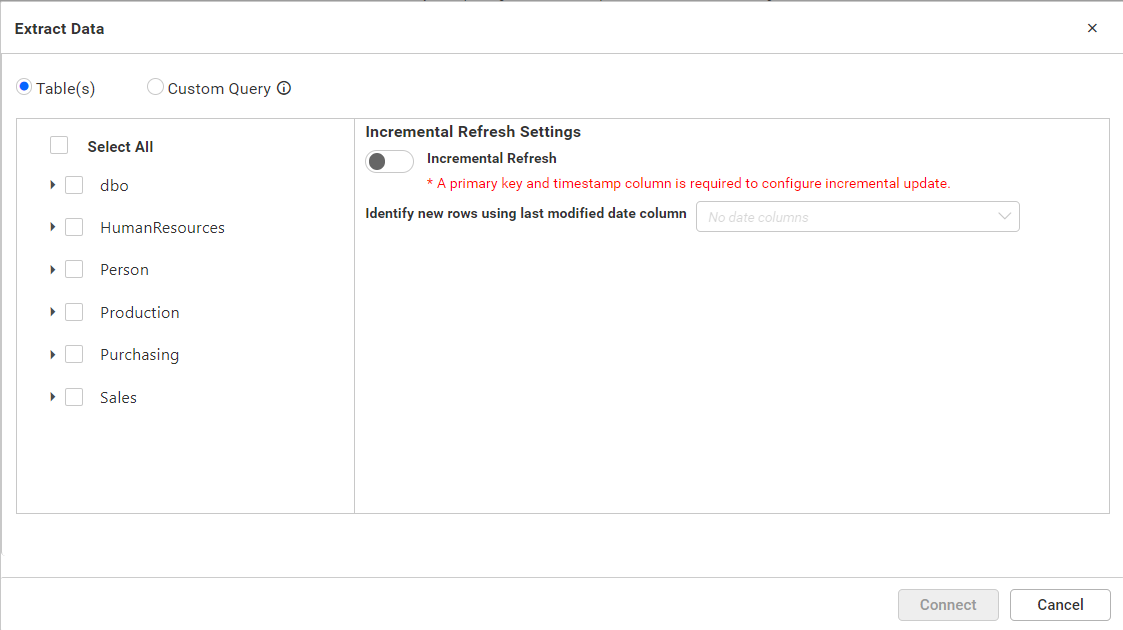 Extract Data
Table(s)
Custom Query
Select All
dbo
HumanResources
Person
Production
Purchasing
Sales
Incremental Refresh Settings
Incremental Refresh
* A primary key and timestamp column is required to configure incremental update.
Identify new rows using last modified date column
No date columns
Connect
Cancel